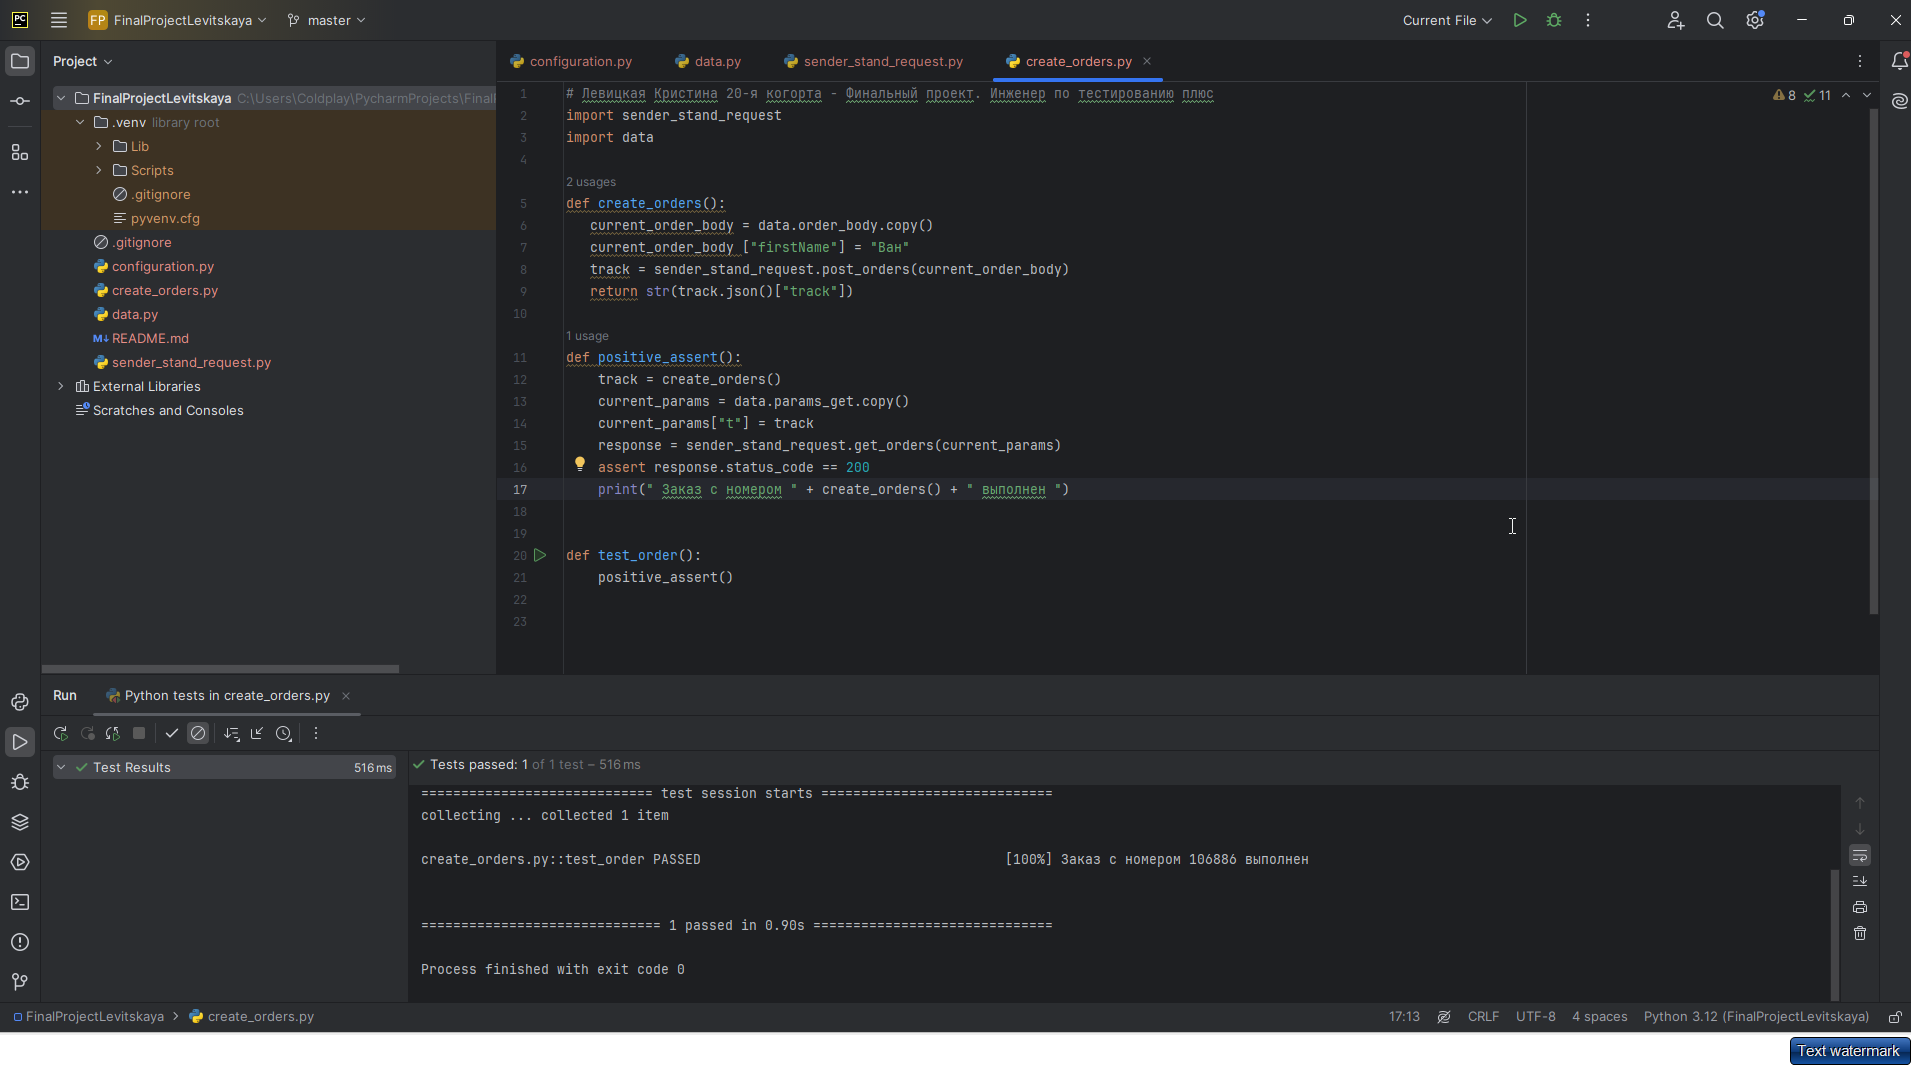 PC FP FinalProjectLevitskaya master Current File
Project
configuration.py data.py sender_stand_request.py create_orders.py
FinalProjectLevitskaya C:\Users\Coldplay\PycharmProjects\Final
.venv library root
Lib
Scripts
.gitignore
pyvenv.cfg
.gitignore
configuration.py
create_orders.py
data.py
M↓ README.md
sender_stand_request.py
External Libraries
Scratches and Consoles
8 11
1 # Левицкая Кристина 20-я когорта - Финальный проект. Инженер по тестированию плюс
2 import sender_stand_request
3 import data
4
2 usages
5 def create_orders():
6 current_order_body = data.order_body.copy()
7 current_order_body ["firstName"] = "Ван"
8 track = sender_stand_request.post_orders(current_order_body)
9 return str(track.json()["track"])
10
1 usage
11 def positive_assert():
12 track = create_orders()
13 current_params = data.params_get.copy()
14 current_params["t"] = track
15 response = sender_stand_request.get_orders(current_params)
16 assert response.status_code == 200
17 print(" Заказ с номером " + create_orders() + " выполнен ")
18
19
20 def test_order():
21 positive_assert()
22
23
Run Python tests in create_orders.py
Test Results 516 ms
Tests passed: 1 of 1 test – 516 ms
============================= test session starts =============================
collecting ... collected 1 item
create_orders.py::test_order PASSED [100%] Заказ с номером 106886 выполнен
============================== 1 passed in 0.90s ==============================
Process finished with exit code 0
FinalProjectLevitskaya > create_orders.py
17:13 CRLF UTF-8 4 spaces Python 3.12 (FinalProjectLevitskaya)
Text watermark